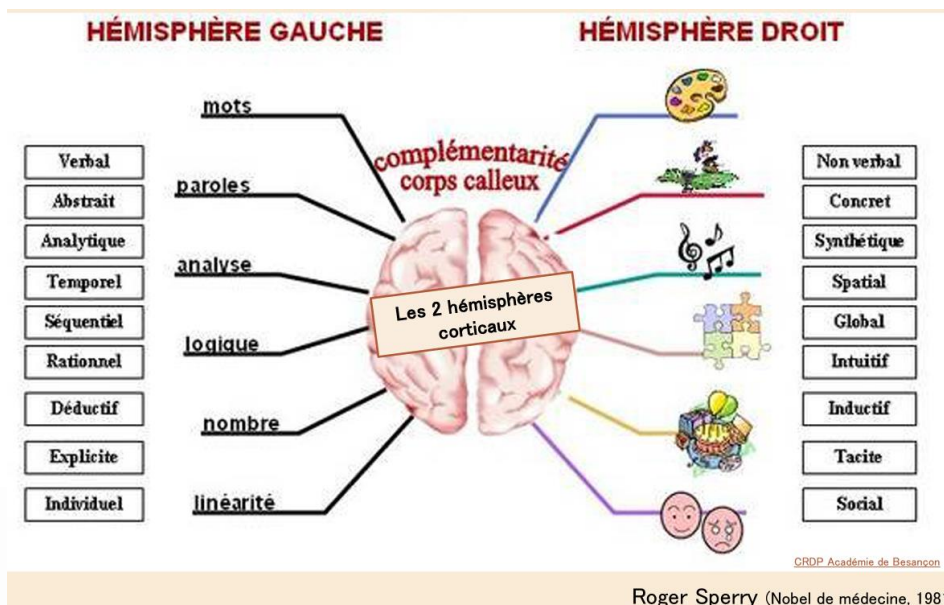 HÉMISPHÈRE GAUCHE
HÉMISPHÈRE DROIT
mots
paroles
analyse
logique
nombre
linéarité
complémentarité
corps calleux
Les 2 hémisphères
corticaux
Verbal
Abstrait
Analytique
Temporel
Séquentiel
Rationnel
Déductif
Explicite
Individuel
Non verbal
Concret
Synthétique
Spatial
Global
Intuitif
Inductif
Tacite
Social
CRDP Académie de Besançon
Roger Sperry (Nobel de médecine, 198